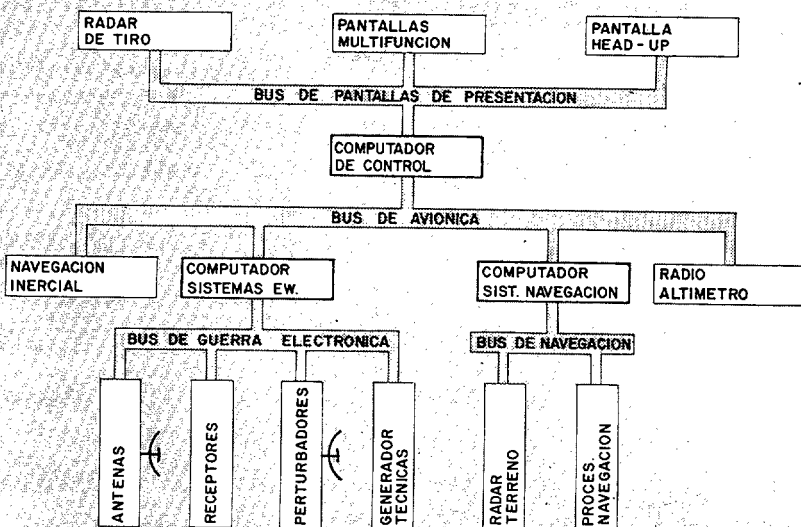 RADAR
DE TIRO
PANTALLAS
MULTIFUNCION
PANTALLA
HEAD-UP
BUS DE PANTALLAS DE PRESENTACION
COMPUTADOR
DE CONTROL
BUS DE AVIONICA
NAVEGACION
INERCIAL
COMPUTADOR
SISTEMAS EW.
COMPUTADOR
SIST. NAVEGACION
RADIO
ALTIMETRO
BUS DE GUERRA ELECTRONICA
BUS DE NAVEGACION
ANTENAS
RECEPTORES
PERTURBADORES
GENERADOR
TECNICAS
RADAR
TERRENO
PROCES.
NAVEGACION